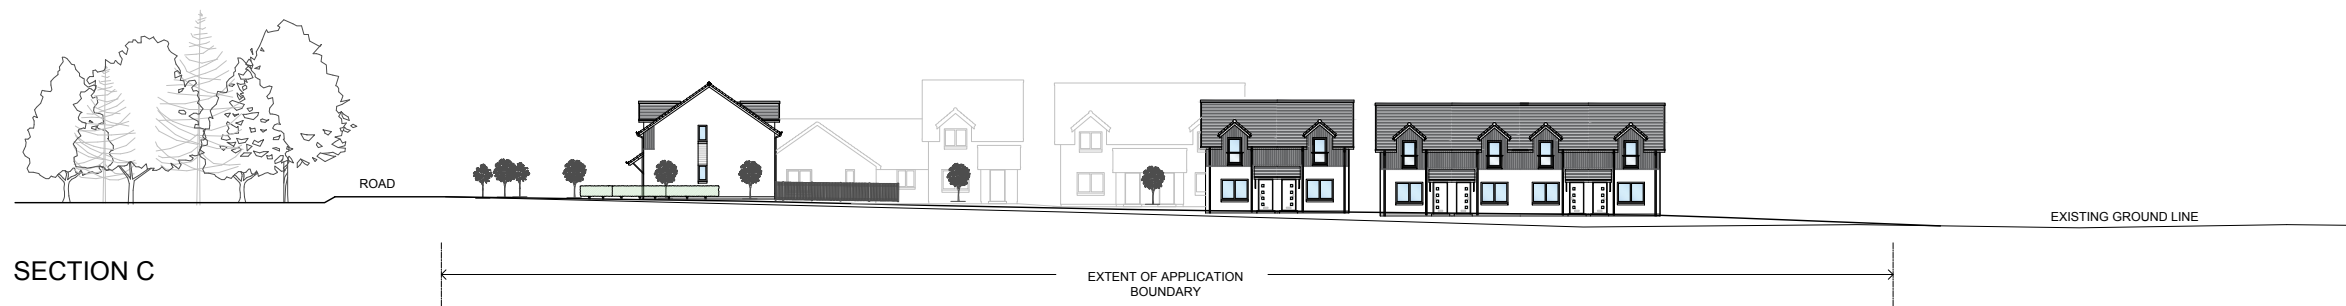 ROAD
EXISTING GROUND LINE
SECTION C
EXTENT OF APPLICATION
BOUNDARY